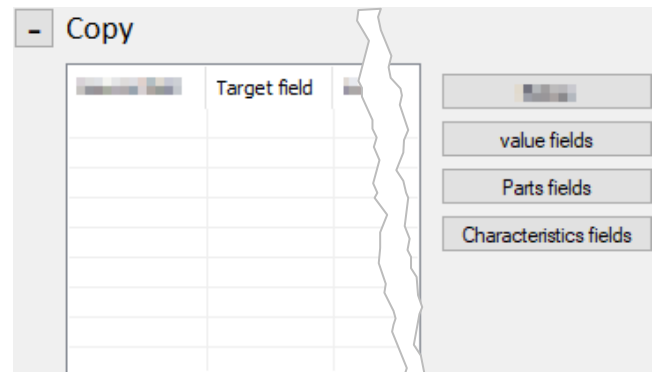 - Copy
Target field
value fields
Parts fields
Characteristics fields